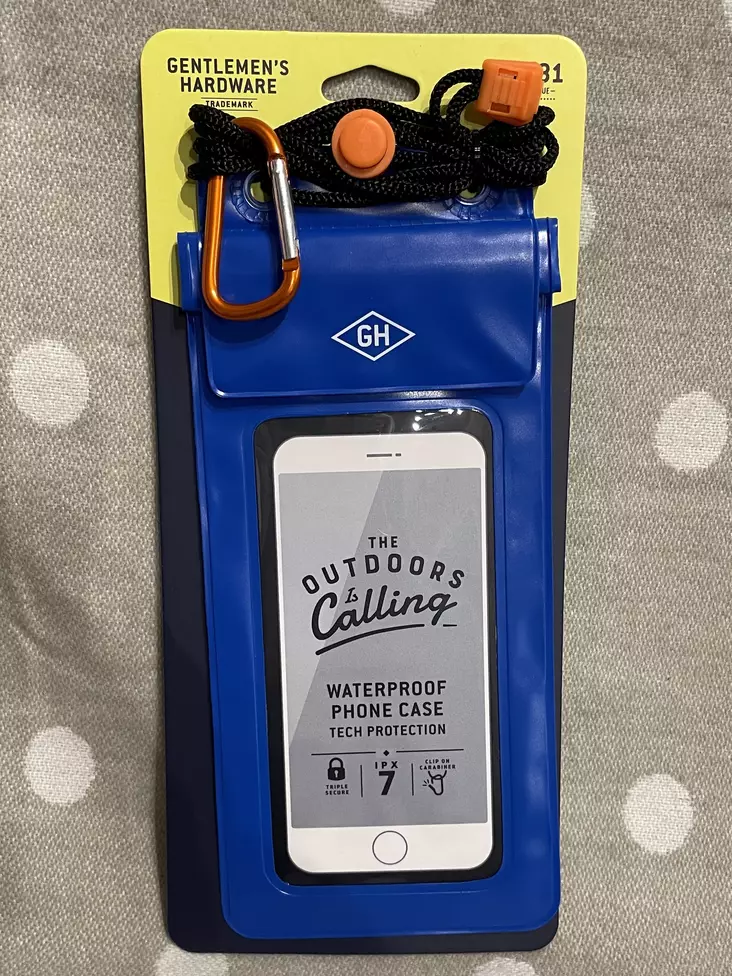 GENTLEMEN'S
HARDWARE
TRADEMARK
GH
THE
OUTDOORS
Is
Calling
WATERPROOF
PHONE CASE
TECH PROTECTION
TRIPLE
SECURE
IPX
7
CLIP ON
CARABINER